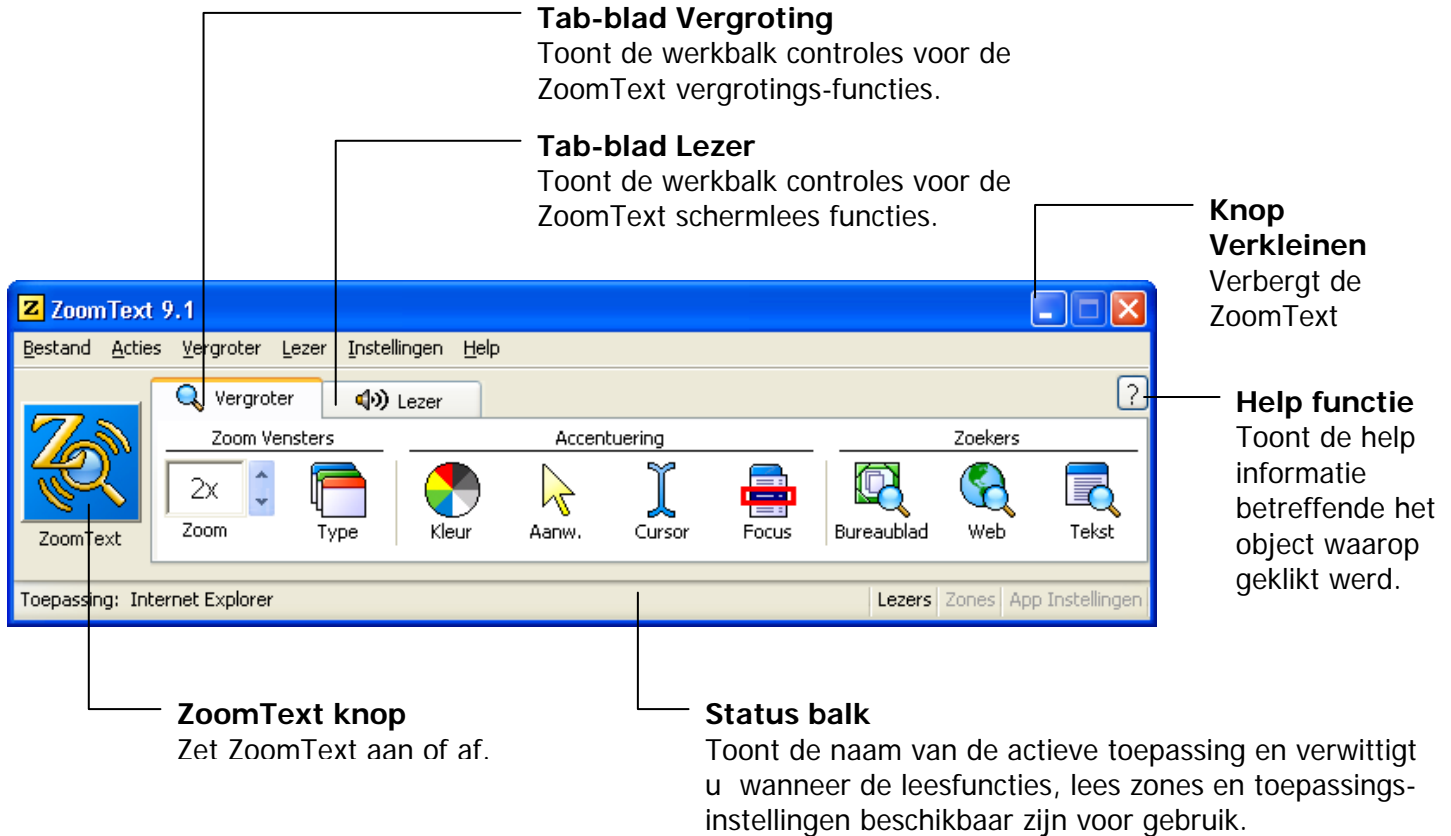 Tab-blad Vergroting
Toont de werkbalk controles voor de
ZoomText vergrotings-functies.
Tab-blad Lezer
Toont de werkbalk controles voor de
ZoomText schermlees functies.
Knop
Verkleinen
Verbergt de
ZoomText
Z ZoomText 9.1
Bestand Acties Vergroter Lezer Instellingen Help
Vergroter Lezer ?
Zoom Vensters Accentuering Zoekers
2x
Zoom Type Kleur Aanw. Cursor Focus Bureaublad Web Tekst
ZoomText
Toepassing: Internet Explorer Lezers Zones App Instellingen
Help functie
Toont de help
informatie
betreffende het
object waarop
geklikt werd.
ZoomText knop
Zet ZoomText aan of af.
Status balk
Toont de naam van de actieve toepassing en verwittigt
u wanneer de leesfuncties, lees zones en toepassings-
instellingen beschikbaar zijn voor gebruik.